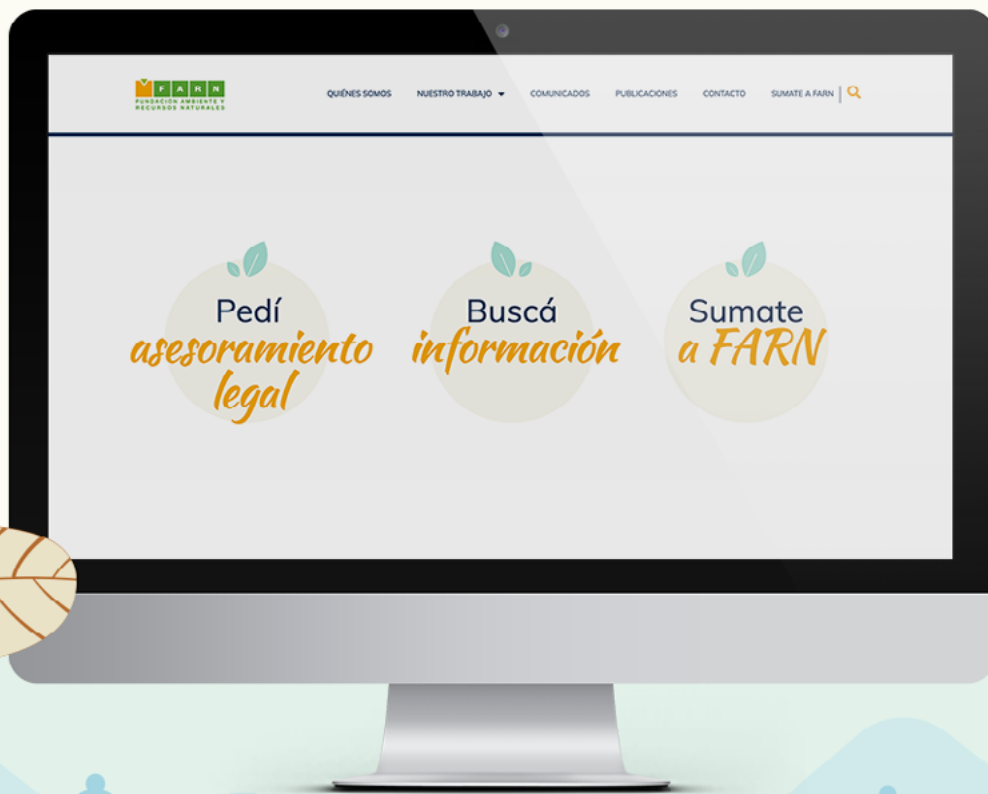 FARN
FUNDACIÓN AMBIENTE Y
RECURSOS NATURALES
QUIÉNES SOMOS NUESTRO TRABAJO COMUNICADOS PUBLICACIONES CONTACTO SUMATE A FARN
Pedí
asesoramiento
legal
Buscá
información
Sumate
a FARN